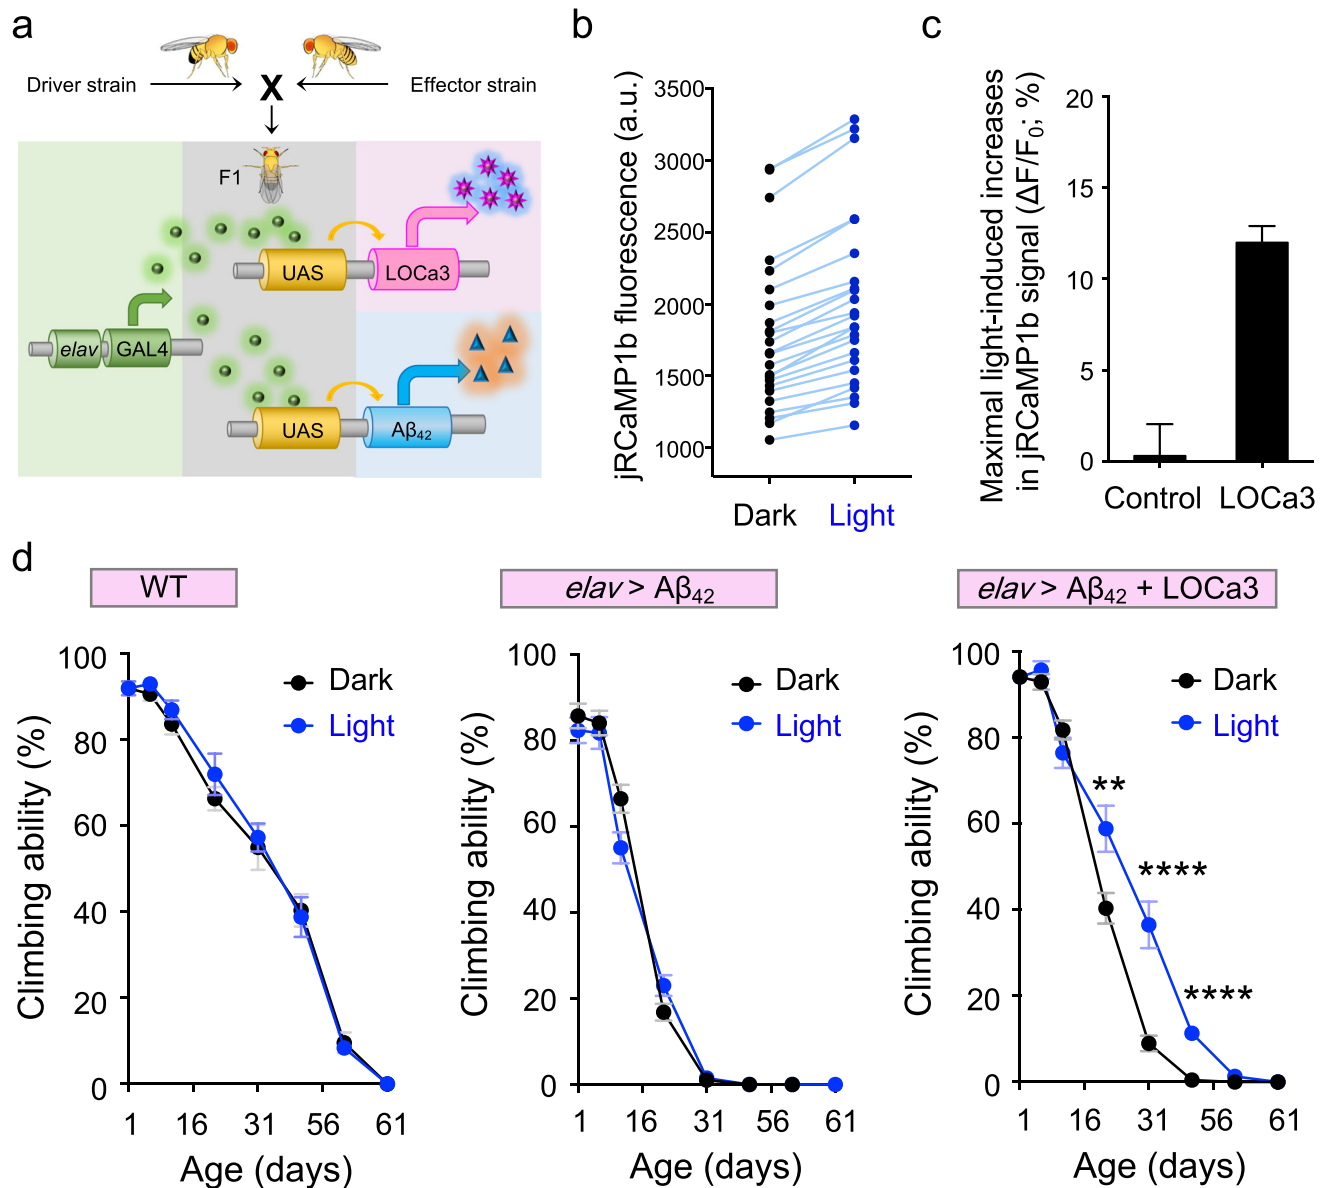 a
Driver strain
X
Effector strain
F1
UAS
LOCa3
elav
GAL4
UAS
Aβ42
b
jRCaMP1b fluorescence (a.u.)
3500
3000
2500
2000
1500
1000
Dark
Light
c
Maximal light-induced increases
in jRCaMP1b signal (ΔF/F0; %)
20
15
10
5
0
Control
LOCa3
d
WT
Climbing ability (%)
100
80
60
40
20
0
Dark
Light
1 16 31 56 61
Age (days)
elav > Aβ42
Climbing ability (%)
100
80
60
40
20
0
Dark
Light
1 16 31 56 61
Age (days)
elav > Aβ42 + LOCa3
Climbing ability (%)
100
80
60
40
20
0
Dark
Light
**
****
****
1 16 31 56 61
Age (days)